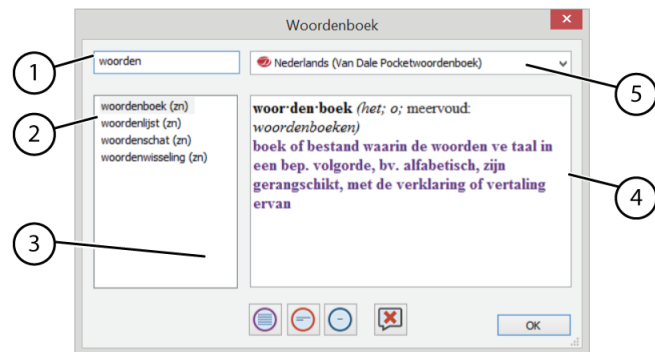 Woordenboek
1
woorden
Nederlands (Van Dale Pocketwoordenboek)
5
2
woordenboek (zn)
woordenlijst (zn)
woordenschat (zn)
woordenwisseling (zn)
3
woor·den·boek (het; o; meervoud:
woordenboeken)
boek of bestand waarin de woorden ve taal in
een bep. volgorde, bv. alfabetisch, zijn
gerangschikt, met de verklaring of vertaling
ervan
4
OK